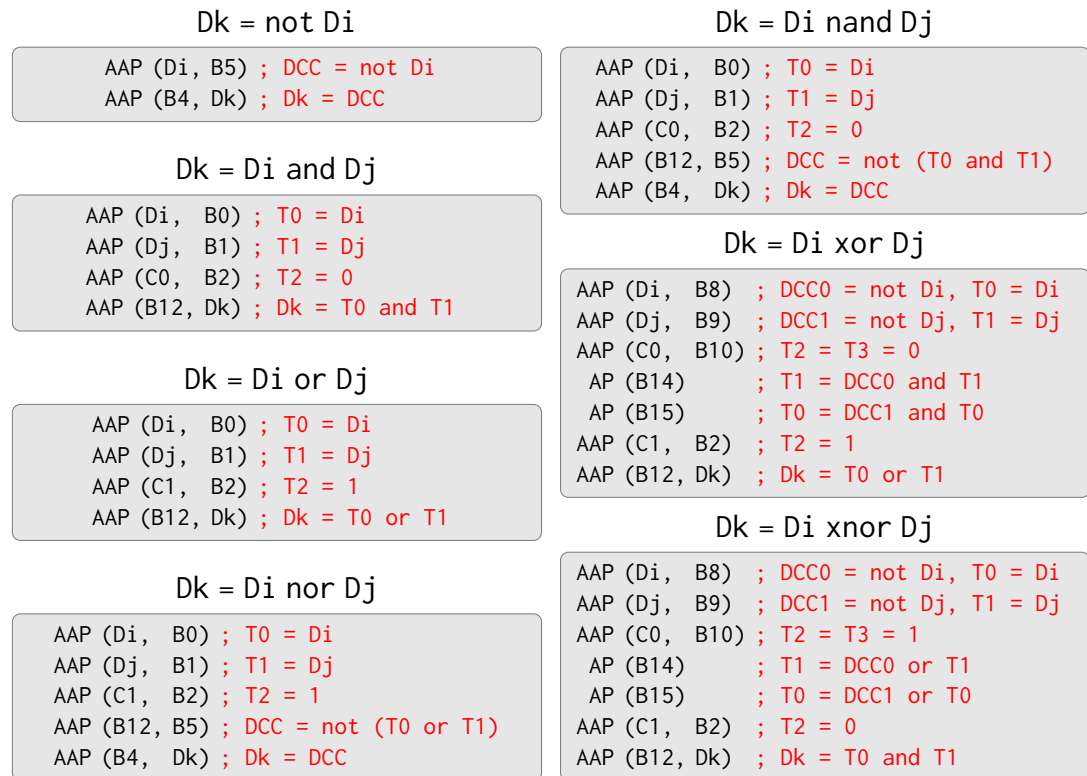 Dk = not Di
AAP (Di, B5) ; DCC = not Di
AAP (B4, Dk) ; Dk = DCC
Dk = Di and Dj
AAP (Di, B0) ; T0 = Di
AAP (Dj, B1) ; T1 = Dj
AAP (C0, B2) ; T2 = 0
AAP (B12, Dk) ; Dk = T0 and T1
Dk = Di or Dj
AAP (Di, B0) ; T0 = Di
AAP (Dj, B1) ; T1 = Dj
AAP (C1, B2) ; T2 = 1
AAP (B12, Dk) ; Dk = T0 or T1
Dk = Di nor Dj
AAP (Di, B0) ; T0 = Di
AAP (Dj, B1) ; T1 = Dj
AAP (C1, B2) ; T2 = 1
AAP (B12, B5) ; DCC = not (T0 or T1)
AAP (B4, Dk) ; Dk = DCC
Dk = Di nand Dj
AAP (Di, B0) ; T0 = Di
AAP (Dj, B1) ; T1 = Dj
AAP (C0, B2) ; T2 = 0
AAP (B12, B5) ; DCC = not (T0 and T1)
AAP (B4, Dk) ; Dk = DCC
Dk = Di xor Dj
AAP (Di, B8) ; DCC0 = not Di, T0 = Di
AAP (Dj, B9) ; DCC1 = not Dj, T1 = Dj
AAP (C0, B10) ; T2 = T3 = 0
AP (B14) ; T1 = DCC0 and T1
AP (B15) ; T0 = DCC1 and T0
AAP (C1, B2) ; T2 = 1
AAP (B12, Dk) ; Dk = T0 or T1
Dk = Di xnor Dj
AAP (Di, B8) ; DCC0 = not Di, T0 = Di
AAP (Dj, B9) ; DCC1 = not Dj, T1 = Dj
AAP (C0, B10) ; T2 = T3 = 1
AP (B14) ; T1 = DCC0 or T1
AP (B15) ; T0 = DCC1 or T0
AAP (C1, B2) ; T2 = 0
AAP (B12, Dk) ; Dk = T0 and T1